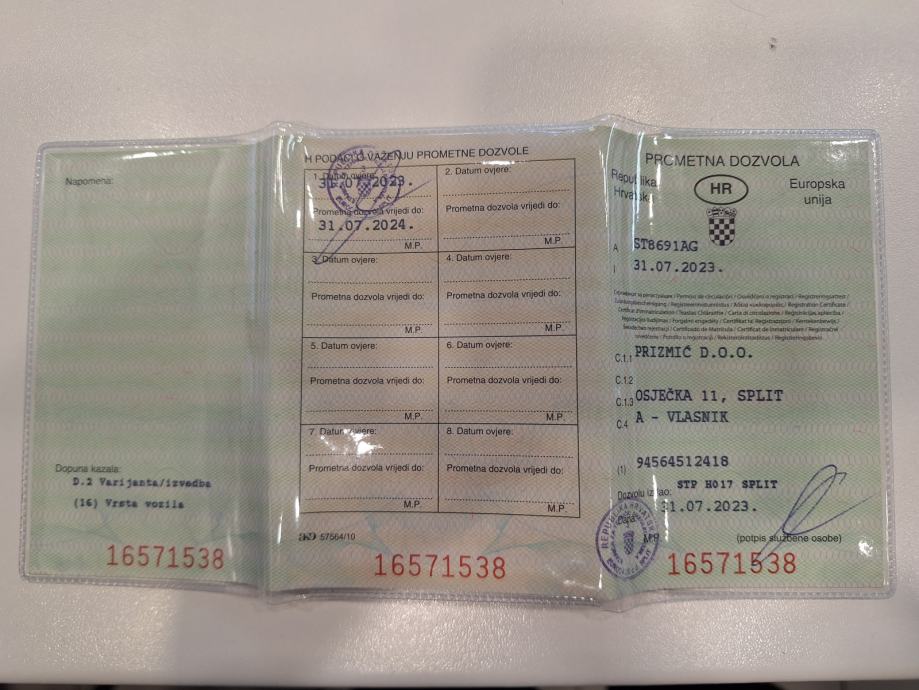 Napomena:
Dopuna kazala:
D.2 Varijanta/izvedba
(16) Vrsta vozila
16571538
H PODACI O VAŽENJU PROMETNE DOZVOLE
1. Datum ovjere:
31.07.2023.
Prometna dozvola vrijedi do:
31.07.2024.
M.P.
2. Datum ovjere:
Prometna dozvola vrijedi do:
M.P.
3. Datum ovjere:
Prometna dozvola vrijedi do:
M.P.
4. Datum ovjere:
Prometna dozvola vrijedi do:
M.P.
5. Datum ovjere:
Prometna dozvola vrijedi do:
M.P.
6. Datum ovjere:
Prometna dozvola vrijedi do:
M.P.
7. Datum ovjere:
Prometna dozvola vrijedi do:
M.P.
8. Datum ovjere:
Prometna dozvola vrijedi do:
M.P.
57564/10
16571538
PROMETNA DOZVOLA
Republika
Hrvatska
HR
Europska
unija
A ST8691AG
I 31.07.2023.
C.1.1 PRIZMIĆ D.O.O.
C.1.2
C.1.3 OSJEČKA 11, SPLIT
C.4 A - VLASNIK
(1) 94564512418
Dozvolu izdao: STP H017 SPLIT
Dana 31.07.2023.
M.P. (potpis službene osobe)
REPUBLIKA HRVATSKA
16571538